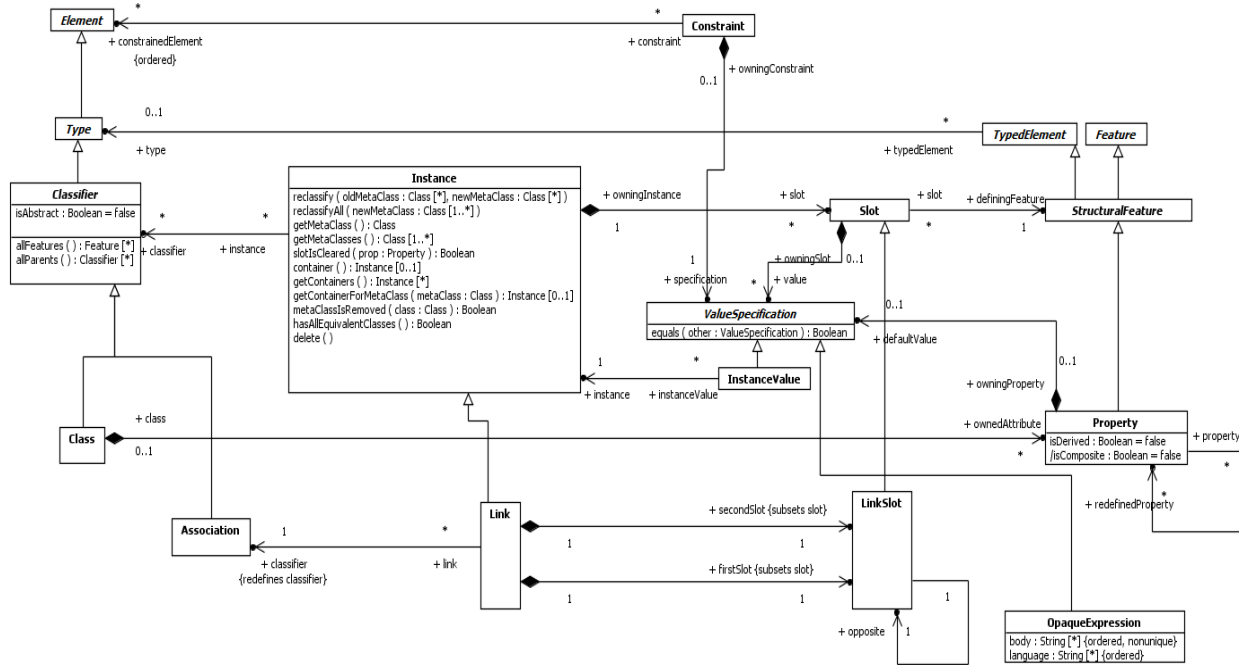 Element
*
*
Constraint
+ constrainedElement
{ordered}
+ constraint
+ owningConstraint
0..1
0..1
*
Type
TypedElement
Feature
+ type
+ typedElement
Classifier
isAbstract : Boolean = false
allFeatures ( ) : Feature [*]
allParents ( ) : Classifier [*]
*
*
+ classifier
+ instance
Instance
reclassify ( oldMetaClass : Class [*], newMetaClass : Class [*] )
reclassifyAll ( newMetaClass : Class [1..*] )
getMetaClass ( ) : Class
getMetaClasses ( ) : Class [1..*]
slotIsCleared ( prop : Property ) : Boolean
container ( ) : Instance [0..1]
getContainers ( ) : Instance [*]
getContainerForMetaClass ( metaClass : Class ) : Instance [0..1]
metaClassIsRemoved ( class : Class ) : Boolean
hasAllEquivalentClasses ( ) : Boolean
delete ( )
+ owningInstance
+ slot
Slot
+ slot
+ definingFeature
StructuralFeature
1
*
*
1
0..1
+ owningSlot
1
+ specification
*
+ value
ValueSpecification
equals ( other : ValueSpecification ) : Boolean
0..1
+ defaultValue
0..1
+ owningProperty
1
*
InstanceValue
+ instance
+ instanceValue
+ class
Class
0..1
+ ownedAttribute
*
Property
isDerived : Boolean = false
/isComposite : Boolean = false
+ property
*
*
+ redefinedProperty
Association
1
*
+ classifier
{redefines classifier}
+ link
Link
+ secondSlot {subsets slot}
1
1
+ firstSlot {subsets slot}
1
1
LinkSlot
1
+ opposite
1
OpaqueExpression
body : String [*] {ordered, nonunique}
language : String [*] {ordered}